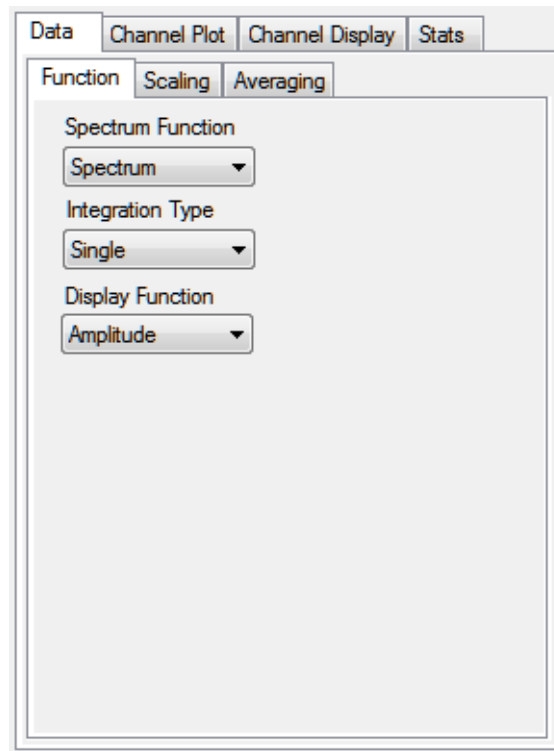 Data Channel Plot Channel Display Stats
Function Scaling Averaging
Spectrum Function
Spectrum
Integration Type
Single
Display Function
Amplitude